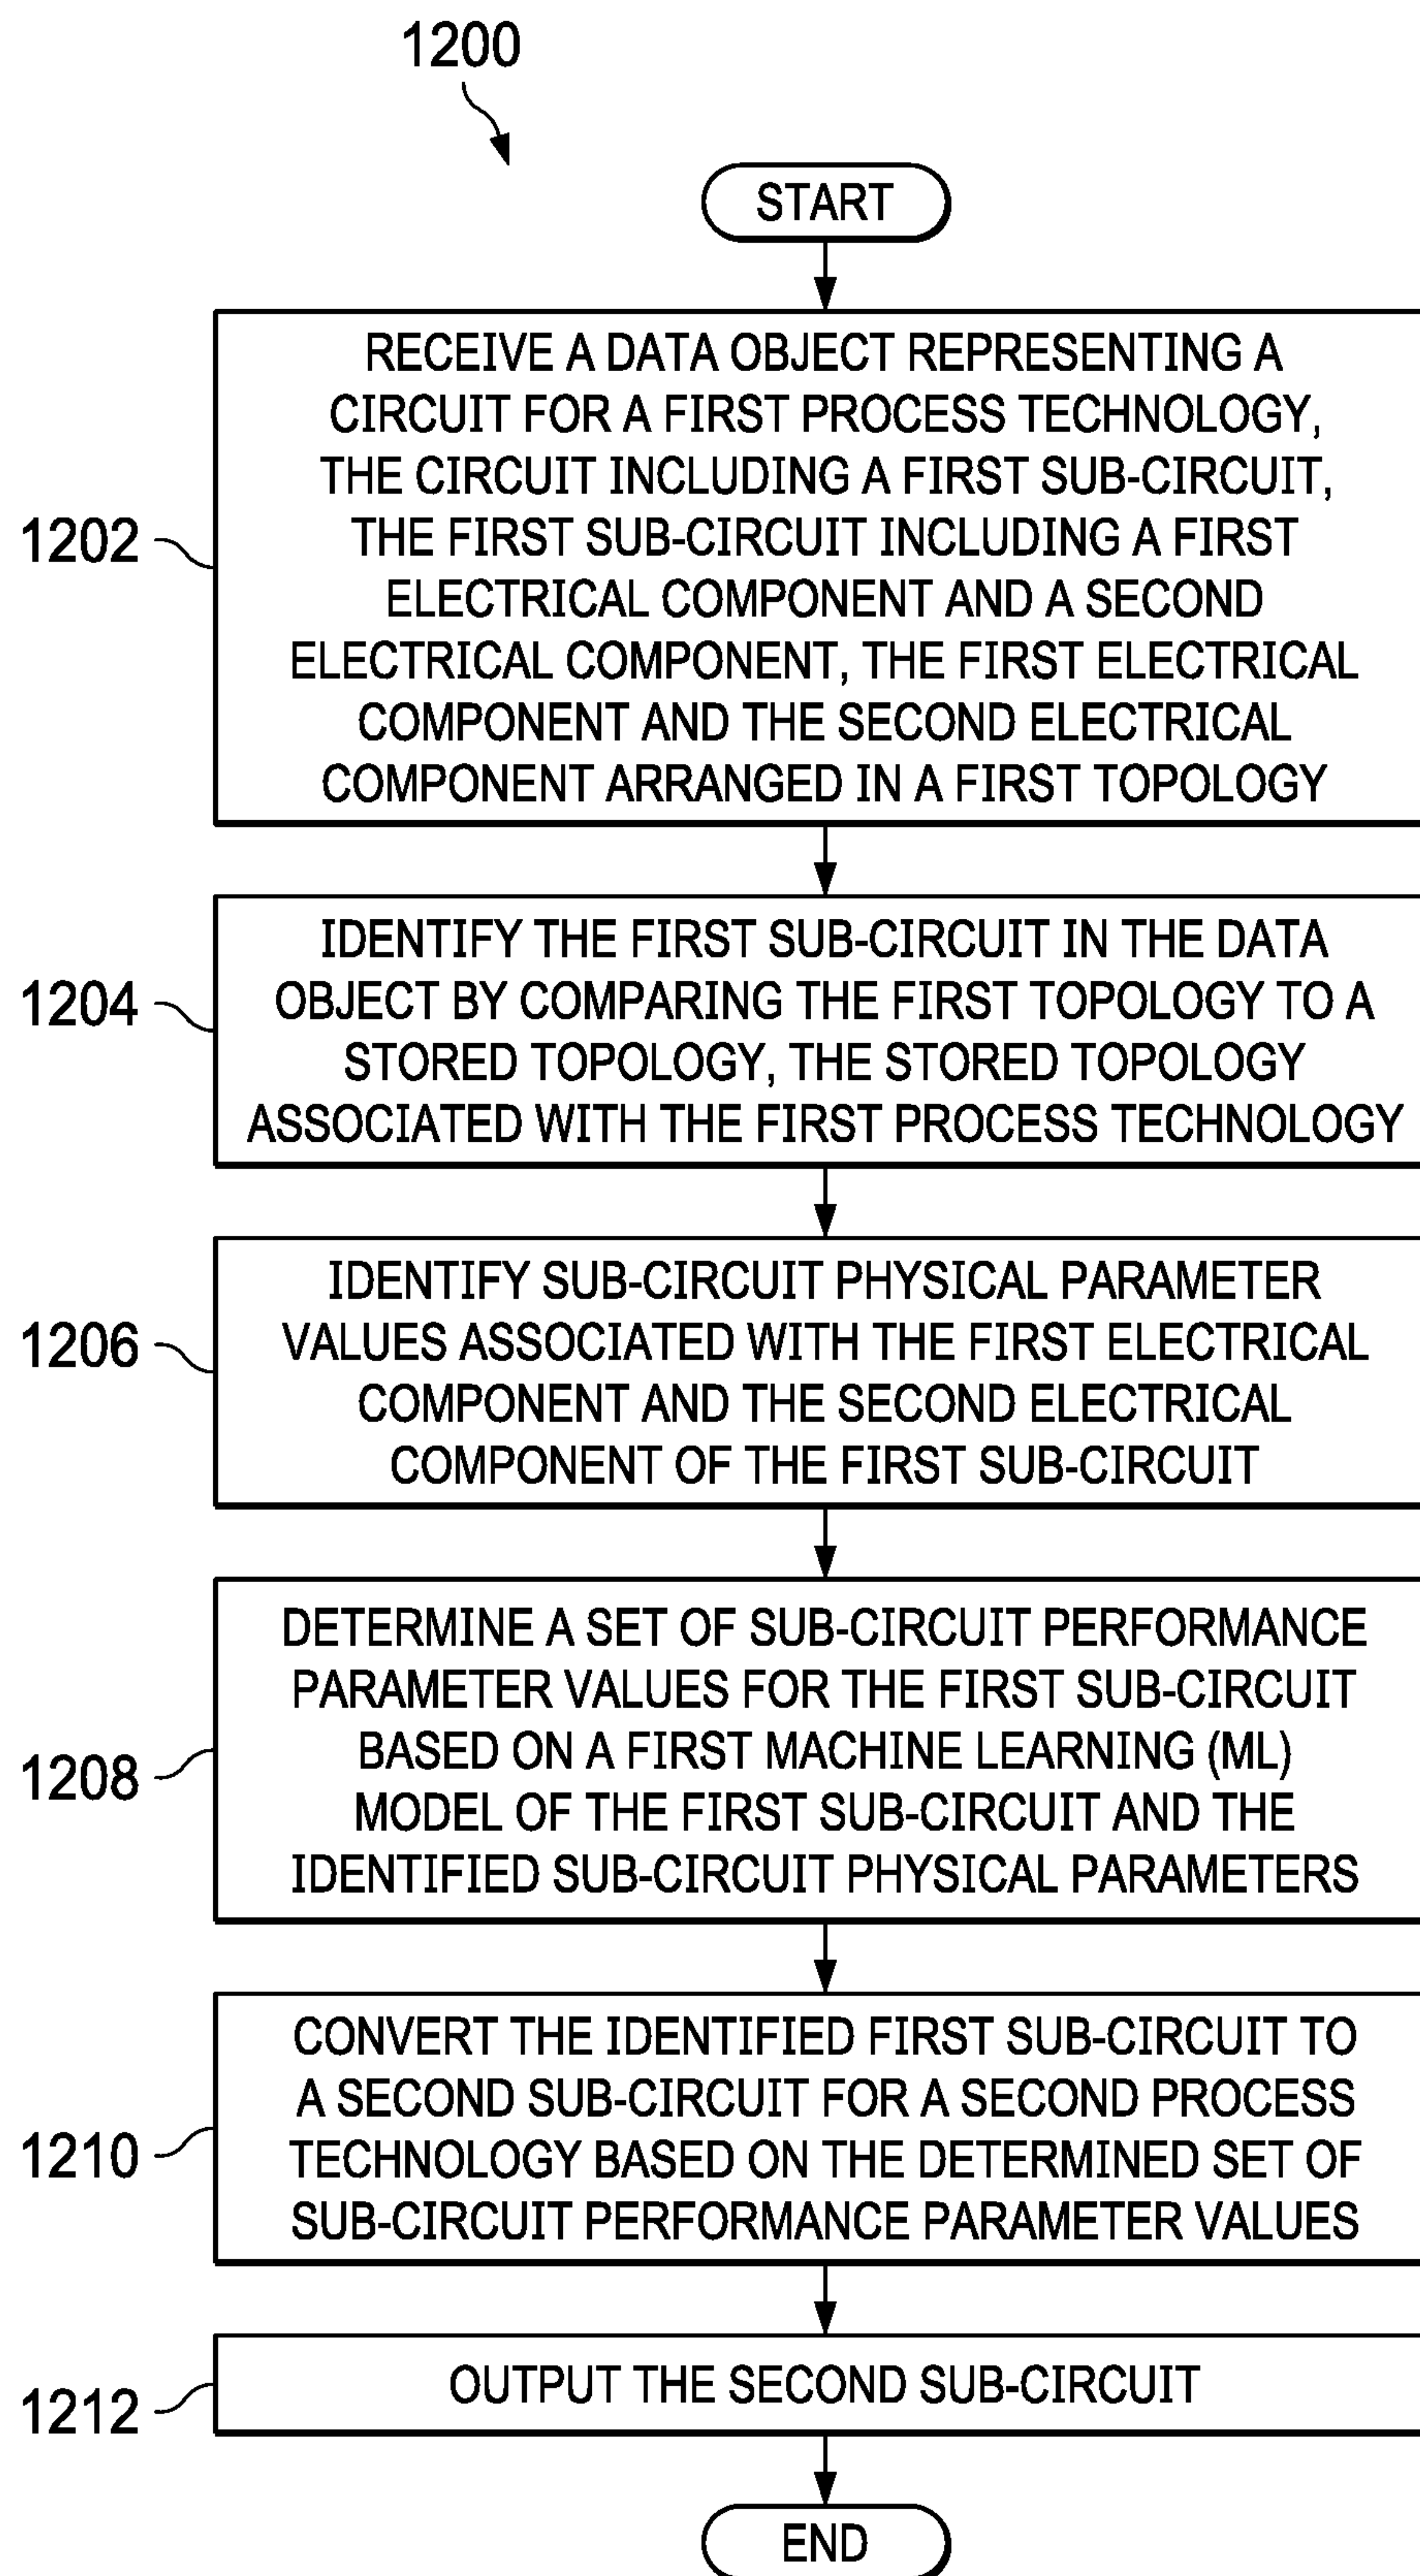 1200
START
RECEIVE A DATA OBJECT REPRESENTING A
CIRCUIT FOR A FIRST PROCESS TECHNOLOGY,
THE CIRCUIT INCLUDING A FIRST SUB-CIRCUIT,
THE FIRST SUB-CIRCUIT INCLUDING A FIRST
ELECTRICAL COMPONENT AND A SECOND
ELECTRICAL COMPONENT, THE FIRST ELECTRICAL
COMPONENT AND THE SECOND ELECTRICAL
COMPONENT ARRANGED IN A FIRST TOPOLOGY
1202
IDENTIFY THE FIRST SUB-CIRCUIT IN THE DATA
OBJECT BY COMPARING THE FIRST TOPOLOGY TO A
STORED TOPOLOGY, THE STORED TOPOLOGY
ASSOCIATED WITH THE FIRST PROCESS TECHNOLOGY
1204
IDENTIFY SUB-CIRCUIT PHYSICAL PARAMETER
VALUES ASSOCIATED WITH THE FIRST ELECTRICAL
COMPONENT AND THE SECOND ELECTRICAL
COMPONENT OF THE FIRST SUB-CIRCUIT
1206
DETERMINE A SET OF SUB-CIRCUIT PERFORMANCE
PARAMETER VALUES FOR THE FIRST SUB-CIRCUIT
BASED ON A FIRST MACHINE LEARNING (ML)
MODEL OF THE FIRST SUB-CIRCUIT AND THE
IDENTIFIED SUB-CIRCUIT PHYSICAL PARAMETERS
1208
CONVERT THE IDENTIFIED FIRST SUB-CIRCUIT TO
A SECOND SUB-CIRCUIT FOR A SECOND PROCESS
TECHNOLOGY BASED ON THE DETERMINED SET OF
SUB-CIRCUIT PERFORMANCE PARAMETER VALUES
1210
OUTPUT THE SECOND SUB-CIRCUIT
1212
END